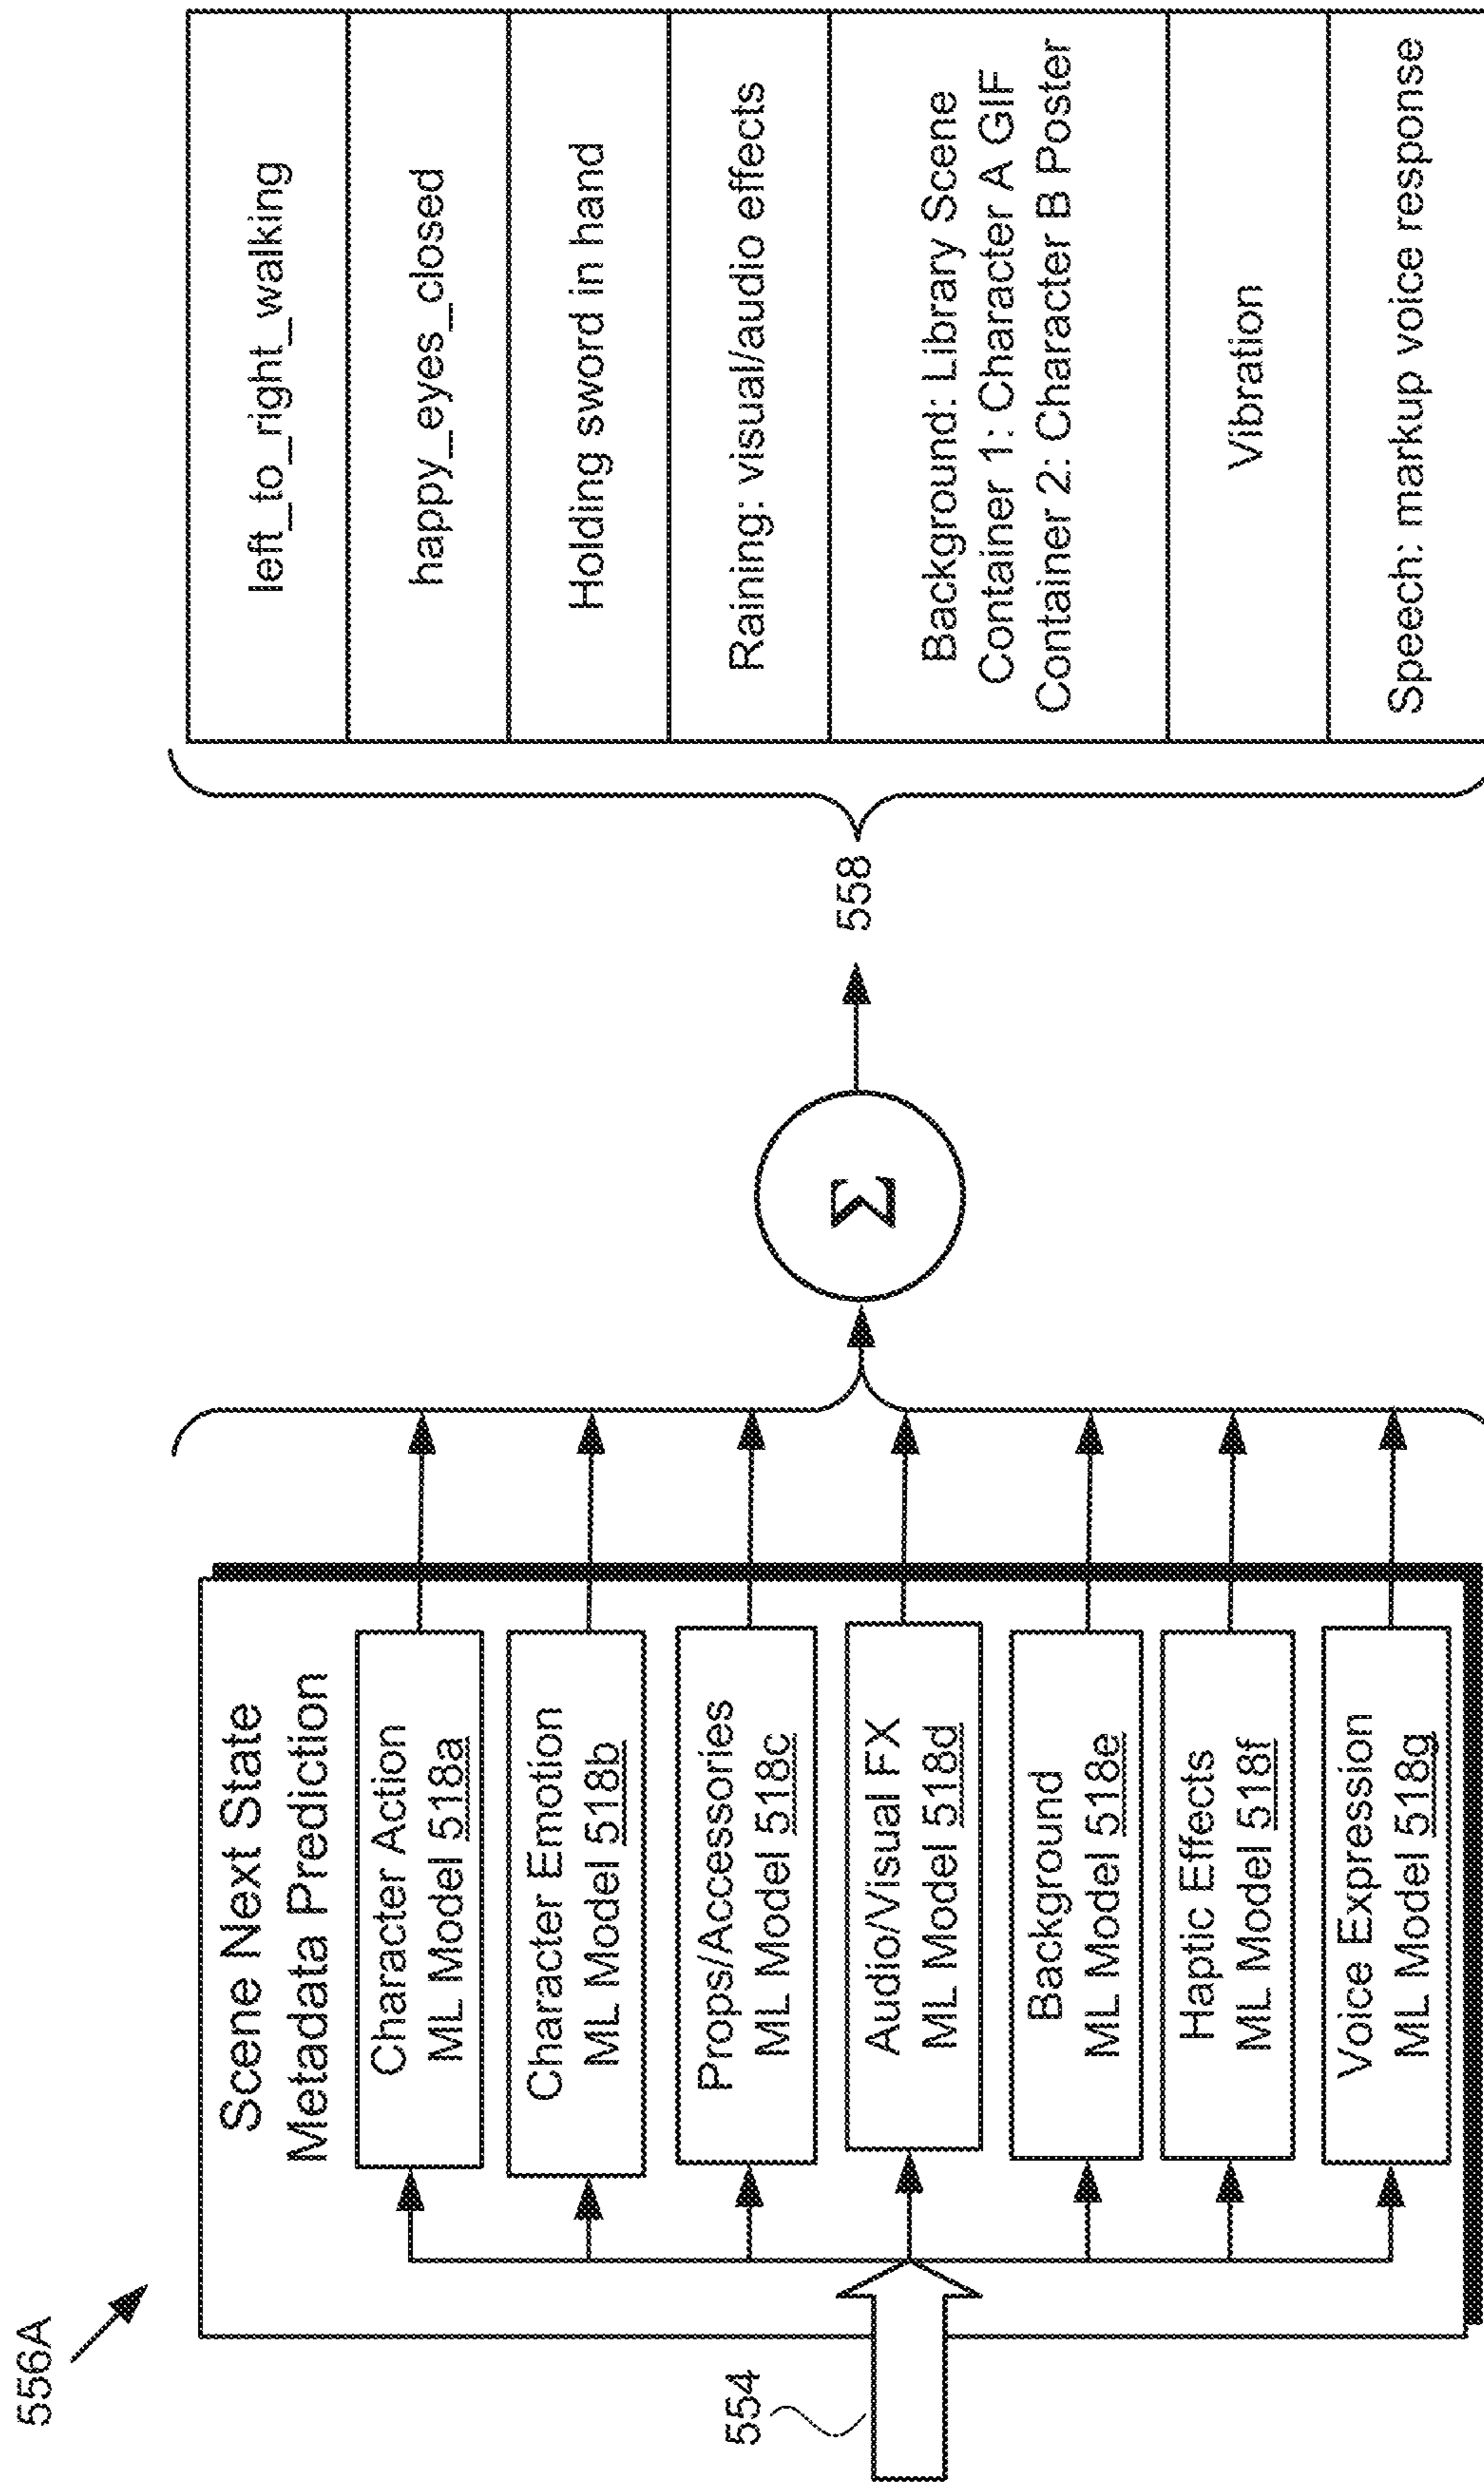 556A
554
Scene Next State
Metadata Prediction
Character Action
ML Model 518a
Character Emotion
ML Model 518b
Props/Accessories
ML Model 518c
Audio/Visual FX
ML Model 518d
Background
ML Model 518e
Haptic Effects
ML Model 518f
Voice Expression
ML Model 518g
Σ
558
left_to_right_walking
happy_eyes_closed
Holding sword in hand
Raining: visual/audio effects
Background: Library Scene
Container 1: Character A GIF
Container 2: Character B Poster
Vibration
Speech: markup voice response